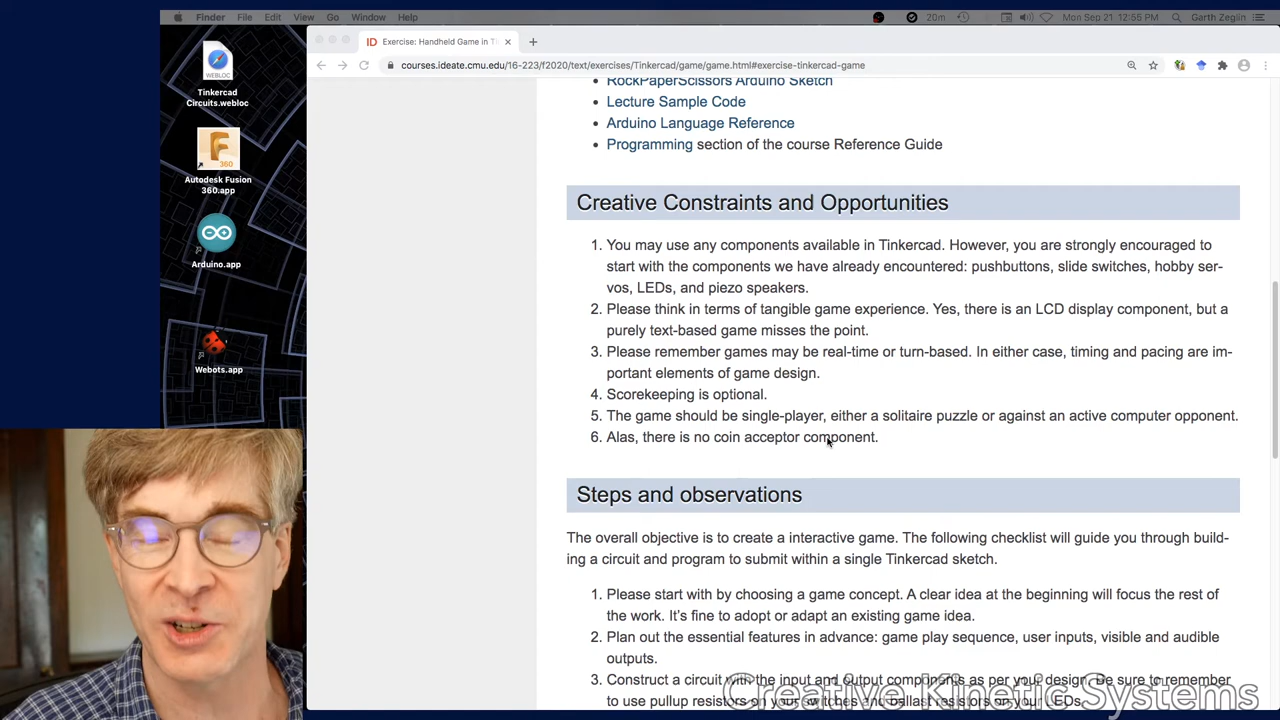 Finder File Edit View Go Window Help 20m Mon Sep 21 12:55 PM Garth Zeglin
ID Exercise: Handheld Game in T
courses.ideate.cmu.edu/16-223/f2020/text/exercises/Tinkercad/game/game.html#exercise-tinkercad-game
WEBLOC
Tinkercad
Circuits.webloc
F
360
Autodesk Fusion
360.app
Arduino.app
Webots.app
RockPaperScissors Arduino Sketch
Lecture Sample Code
Arduino Language Reference
Programming section of the course Reference Guide
Creative Constraints and Opportunities
1. You may use any components available in Tinkercad. However, you are strongly encouraged to
start with the components we have already encountered: pushbuttons, slide switches, hobby ser-
vos, LEDs, and piezo speakers.
2. Please think in terms of tangible game experience. Yes, there is an LCD display component, but a
purely text-based game misses the point.
3. Please remember games may be real-time or turn-based. In either case, timing and pacing are im-
portant elements of game design.
4. Scorekeeping is optional.
5. The game should be single-player, either a solitaire puzzle or against an active computer opponent.
6. Alas, there is no coin acceptor component.
Steps and observations
The overall objective is to create a interactive game. The following checklist will guide you through build-
ing a circuit and program to submit within a single Tinkercad sketch.
1. Please start with by choosing a game concept. A clear idea at the beginning will focus the rest of
the work. It's fine to adopt or adapt an existing game idea.
2. Plan out the essential features in advance: game play sequence, user inputs, visible and audible
outputs.
3. Construct a circuit with the input and output components as per your design. Be sure to remember
to use pullup resistors on your switches and ballast resistors on your LEDs.
Creative Kinetic Systems